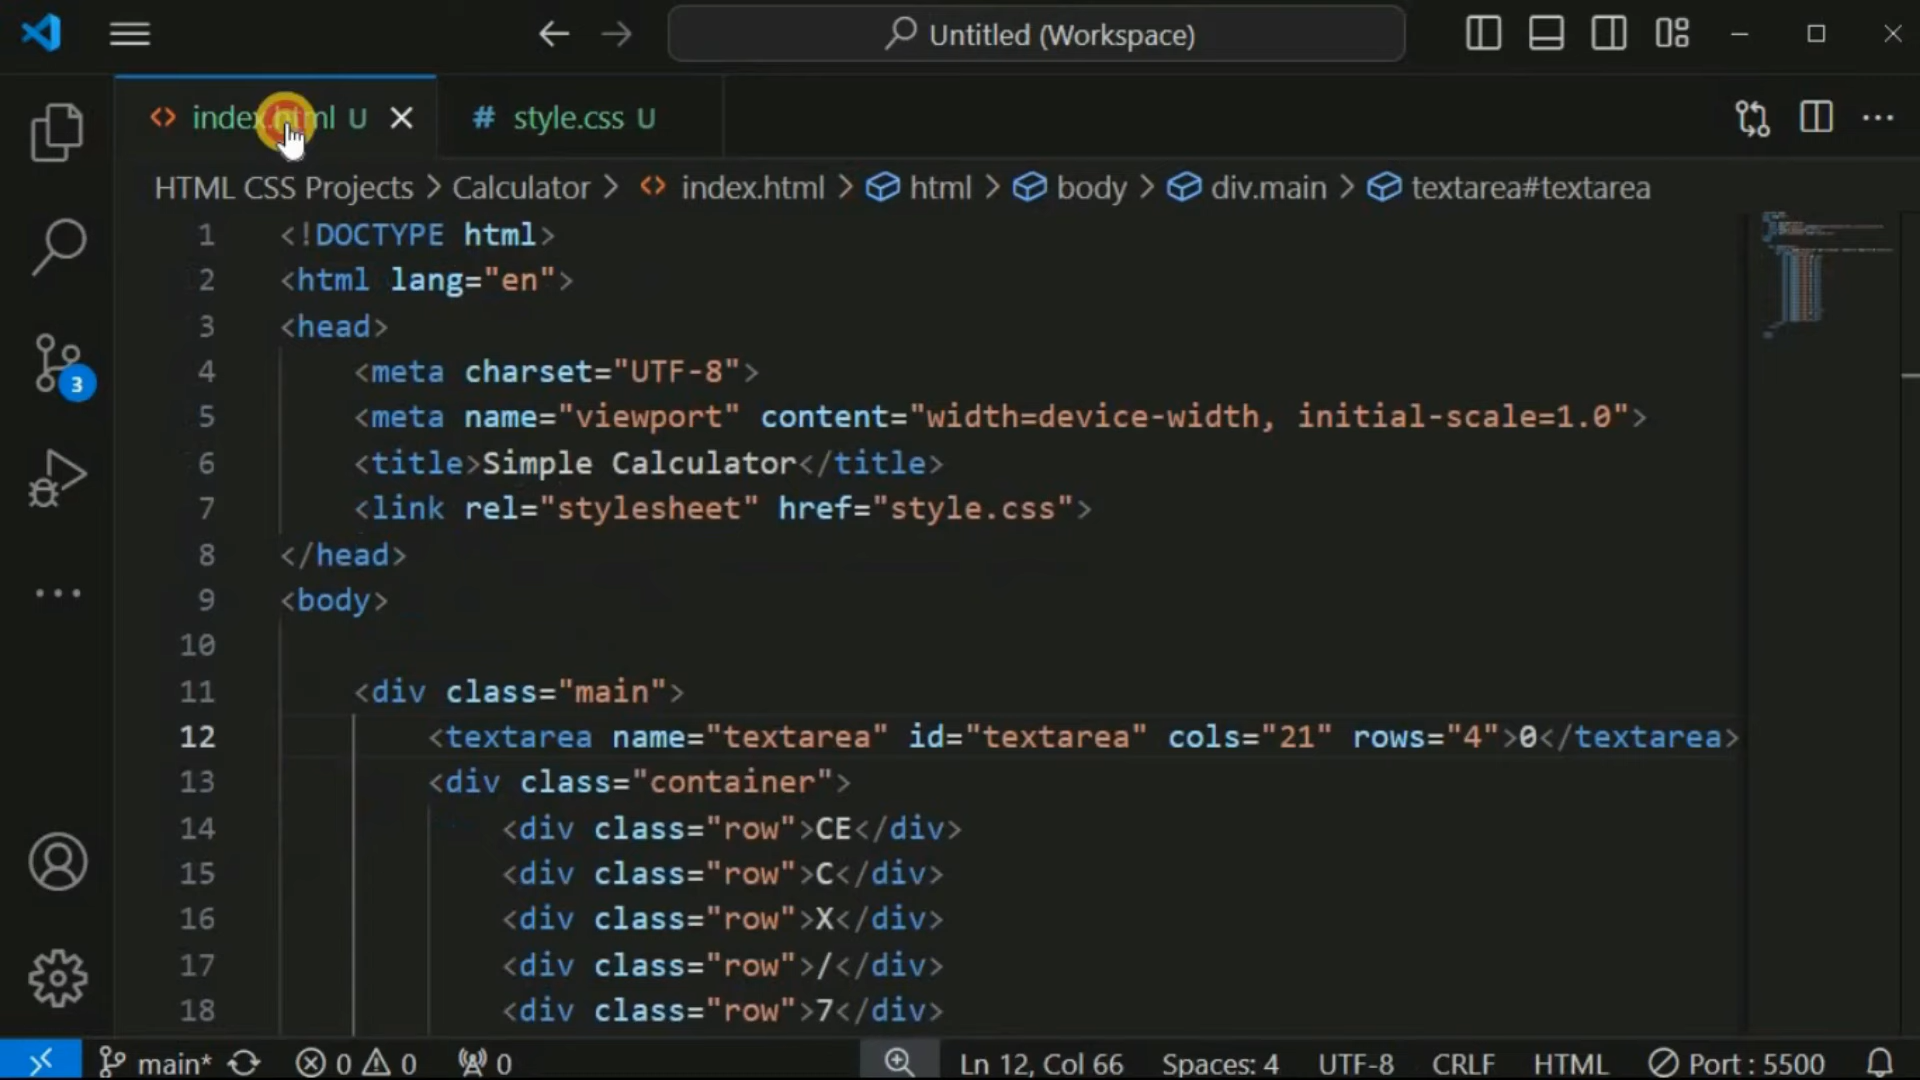 Untitled (Workspace)
index.html U
# style.css U
HTML CSS Projects > Calculator > <> index.html > html > body > div.main > textarea#textarea
1 <!DOCTYPE html>
2 <html lang="en">
3 <head>
4 <meta charset="UTF-8">
5 <meta name="viewport" content="width=device-width, initial-scale=1.0">
6 <title>Simple Calculator</title>
7 <link rel="stylesheet" href="style.css">
8 </head>
9 <body>
10
11 <div class="main">
12 <textarea name="textarea" id="textarea" cols="21" rows="4">0</textarea>
13 <div class="container">
14 <div class="row">CE</div>
15 <div class="row">C</div>
16 <div class="row">X</div>
17 <div class="row">/</div>
18 <div class="row">7</div>
3
main* 0 0 0 Ln 12, Col 66 Spaces: 4 UTF-8 CRLF HTML Port : 5500